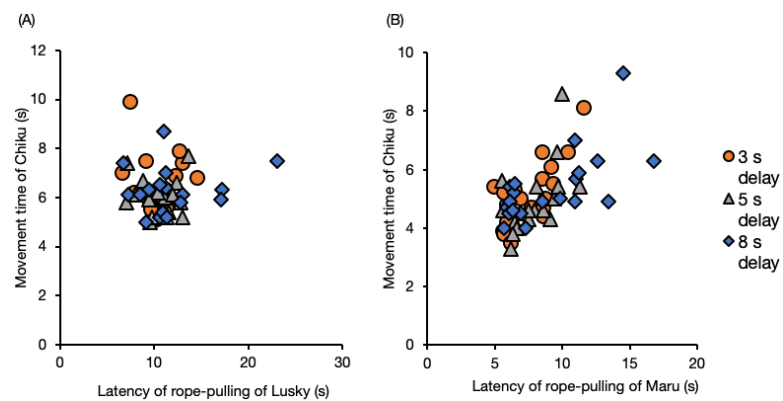 (A)
12
10
8
6
4
2
0
0 10 20 30
Movement time of Chiku (s)
Latency of rope-pulling of Lusky (s)
(B)
10
8
6
4
2
0
0 5 10 15 20
Movement time of Chiku (s)
Latency of rope-pulling of Maru (s)
3 s
delay
5 s
delay
8 s
delay